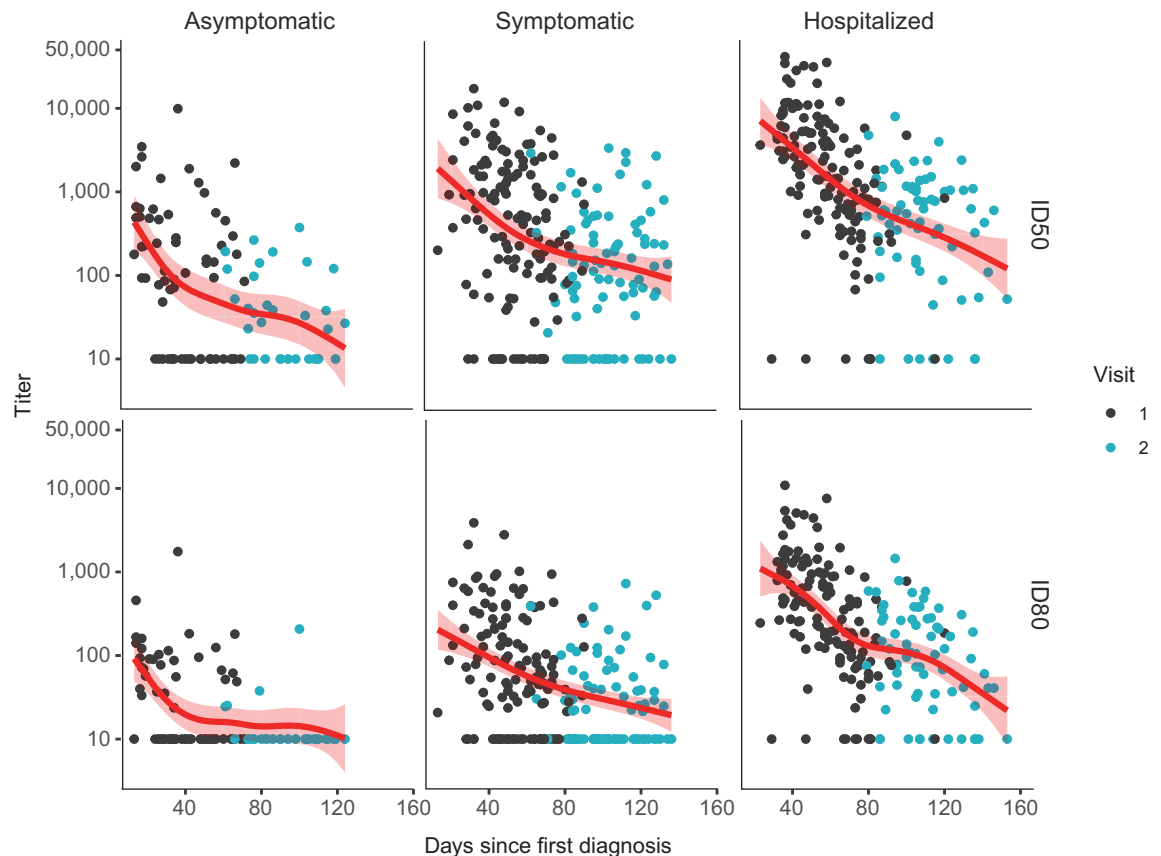 Asymptomatic Symptomatic Hospitalized
50,000
10,000
1,000
100
10
ID50
50,000
10,000
1,000
100
10
ID80
Titer
40 80 120 160 40 80 120 160 40 80 120 160
Days since first diagnosis
Visit
1
2